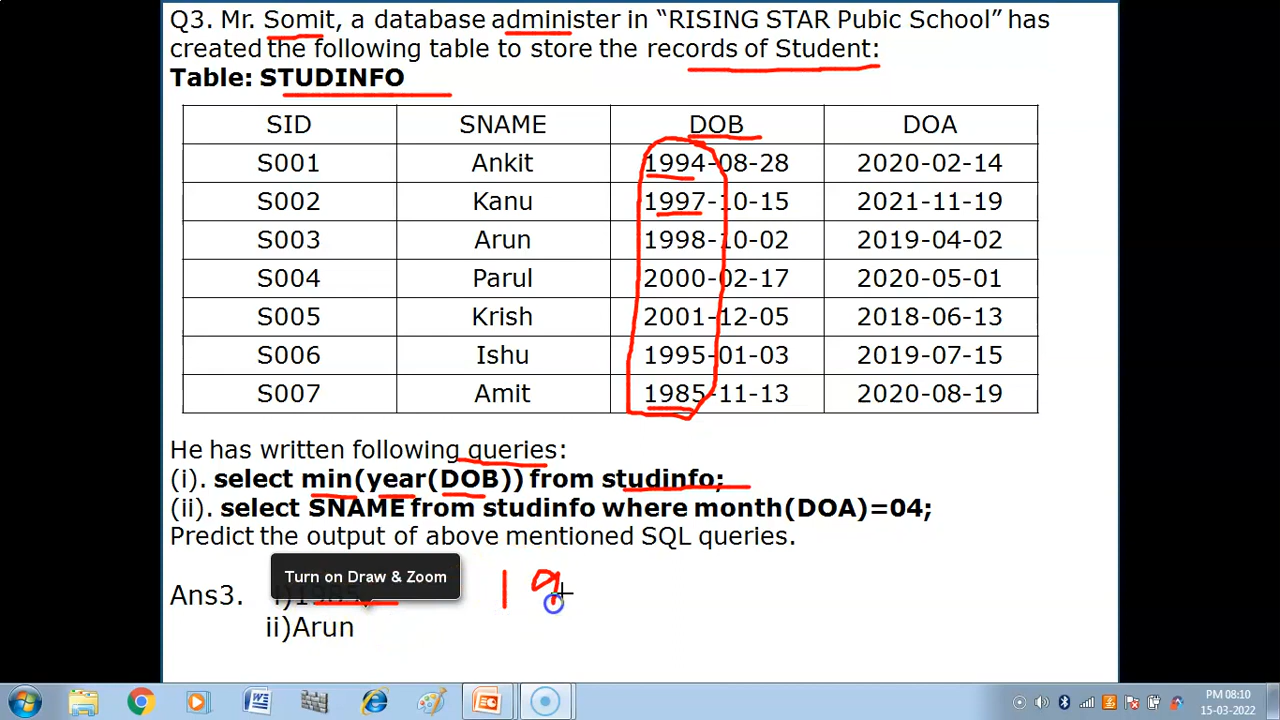 Q3. Mr. Somit, a database administer in “RISING STAR Pubic School” has
created the following table to store the records of Student:
Table: STUDINFO
SID SNAME DOB DOA
S001 Ankit 1994-08-28 2020-02-14
S002 Kanu 1997-10-15 2021-11-19
S003 Arun 1998-10-02 2019-04-02
S004 Parul 2000-02-17 2020-05-01
S005 Krish 2001-12-05 2018-06-13
S006 Ishu 1995-01-03 2019-07-15
S007 Amit 1985-11-13 2020-08-19
He has written following queries:
(i). select min(year(DOB)) from studinfo;
(ii). select SNAME from studinfo where month(DOA)=04;
Predict the output of above mentioned SQL queries.
Turn on Draw & Zoom
Ans3. i)1985 19
ii)Arun
PM 08:10
15-03-2022